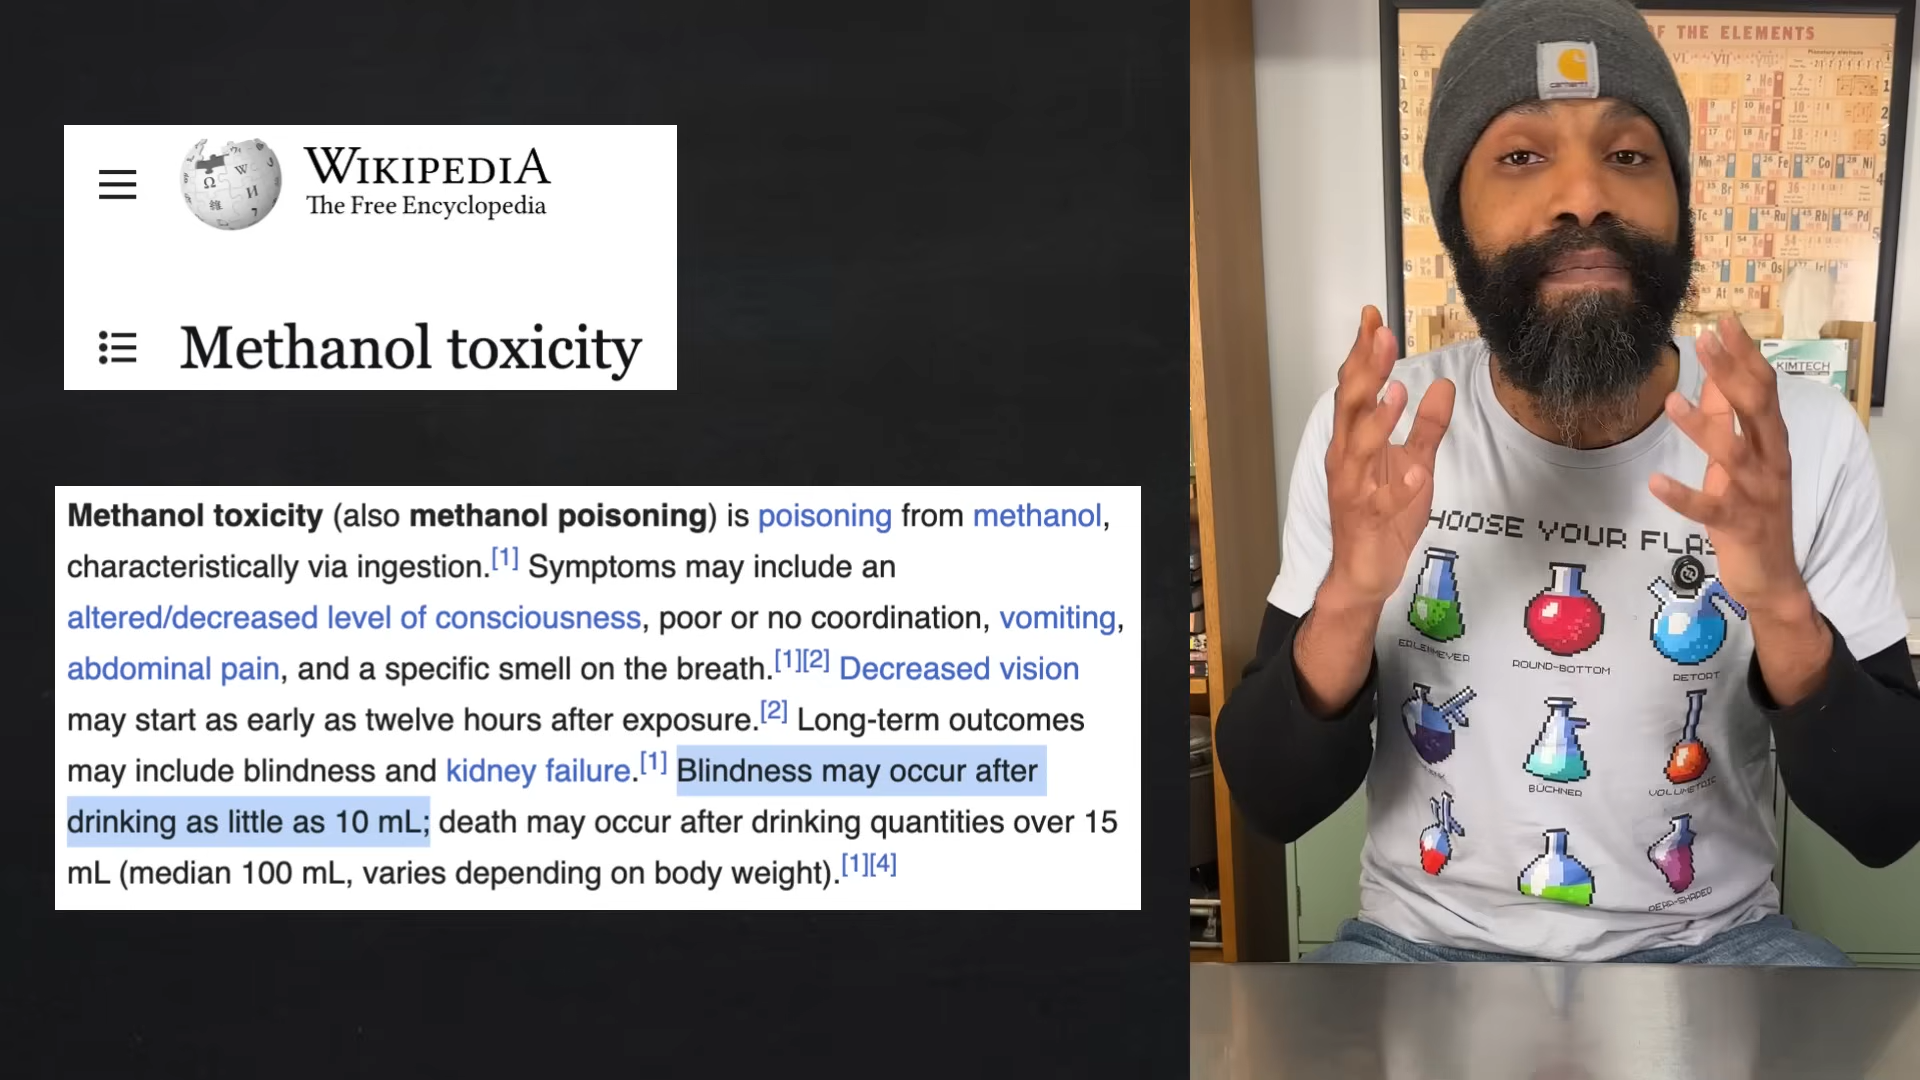 WIKIPEDIA
The Free Encyclopedia
Methanol toxicity
Methanol toxicity (also methanol poisoning) is poisoning from methanol,
characteristically via ingestion.[1] Symptoms may include an
altered/decreased level of consciousness, poor or no coordination, vomiting,
abdominal pain, and a specific smell on the breath.[1][2] Decreased vision
may start as early as twelve hours after exposure.[2] Long-term outcomes
may include blindness and kidney failure.[1] Blindness may occur after
drinking as little as 10 mL; death may occur after drinking quantities over 15
mL (median 100 mL, varies depending on body weight).[1][4]
OF THE ELEMENTS
carhartt
KIMTECH
HOOSE YOUR FLAS
ERLENMEYER
ROUND-BOTTOM
RETORT
BÜCHNER
VOLUMETRIC
PEAR-SHAPED